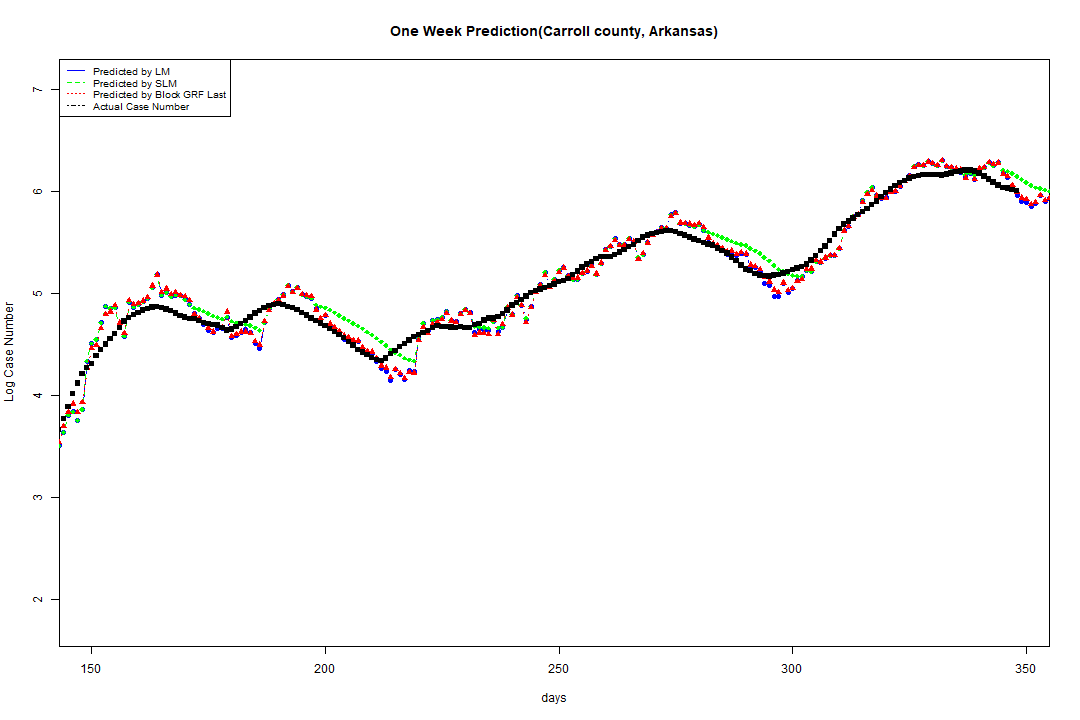 One Week Prediction(Carroll county, Arkansas)
Predicted by LM
Predicted by SLM
Predicted by Block GRF Last
Actual Case Number
7
6
5
4
3
2
Log Case Number
150 200 250 300 350
days